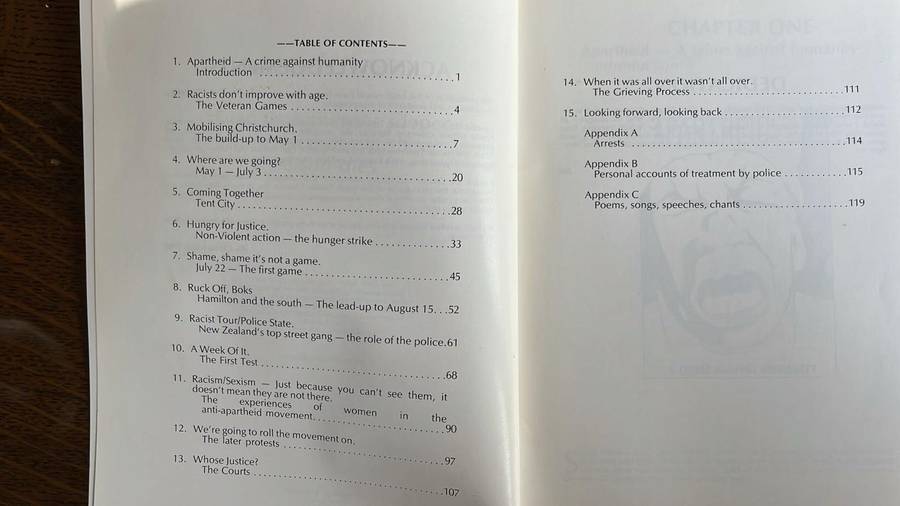 ——TABLE OF CONTENTS——
1. Apartheid — A crime against humanity
Introduction ........................................1
2. Racists don't improve with age.
The Veteran Games .................................4
3. Mobilising Christchurch.
The build-up to May 1 ..............................7
4. Where are we going?
May 1 — July 3......................................20
5. Coming Together
Tent City ...........................................28
6. Hungry for Justice.
Non-Violent action — the hunger strike ..............33
7. Shame, shame it's not a game.
July 22 — The first game ............................45
8. Ruck Off, Boks
Hamilton and the south — The lead-up to August 15...52
9. Racist Tour/Police State.
New Zealand's top street gang — the role of the police.61
10. A Week Of It.
The First Test ......................................68
11. Racism/Sexism — Just because you can't see them, it
doesn't mean they are not there.
The experiences of women in the
anti-apartheid movement.............................90
12. We're going to roll the movement on.
The later protests ..................................97
13. Whose Justice?
The Courts ........................................107
14. When it was all over it wasn't all over.
The Grieving Process ..............................111
15. Looking forward, looking back ........................112
Appendix A
Arrests ...........................................114
Appendix B
Personal accounts of treatment by police ............115
Appendix C
Poems, songs, speeches, chants ....................119